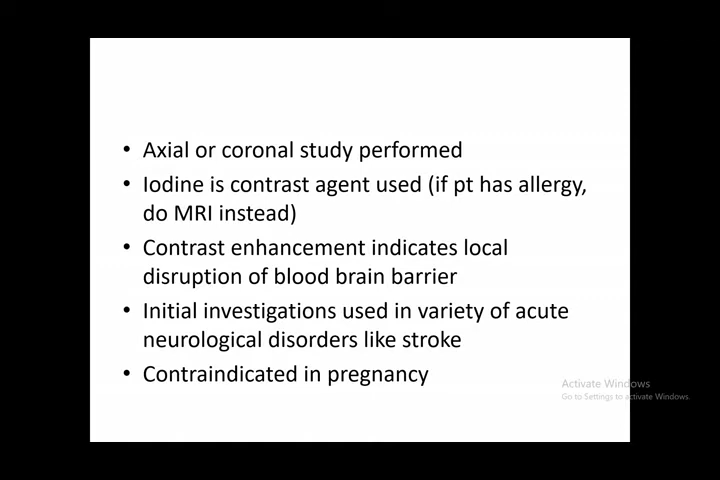 • Axial or coronal study performed
• Iodine is contrast agent used (if pt has allergy,
do MRI instead)
• Contrast enhancement indicates local
disruption of blood brain barrier
• Initial investigations used in variety of acute
neurological disorders like stroke
• Contraindicated in pregnancy
Activate Windows
Go to Settings to activate Windows.